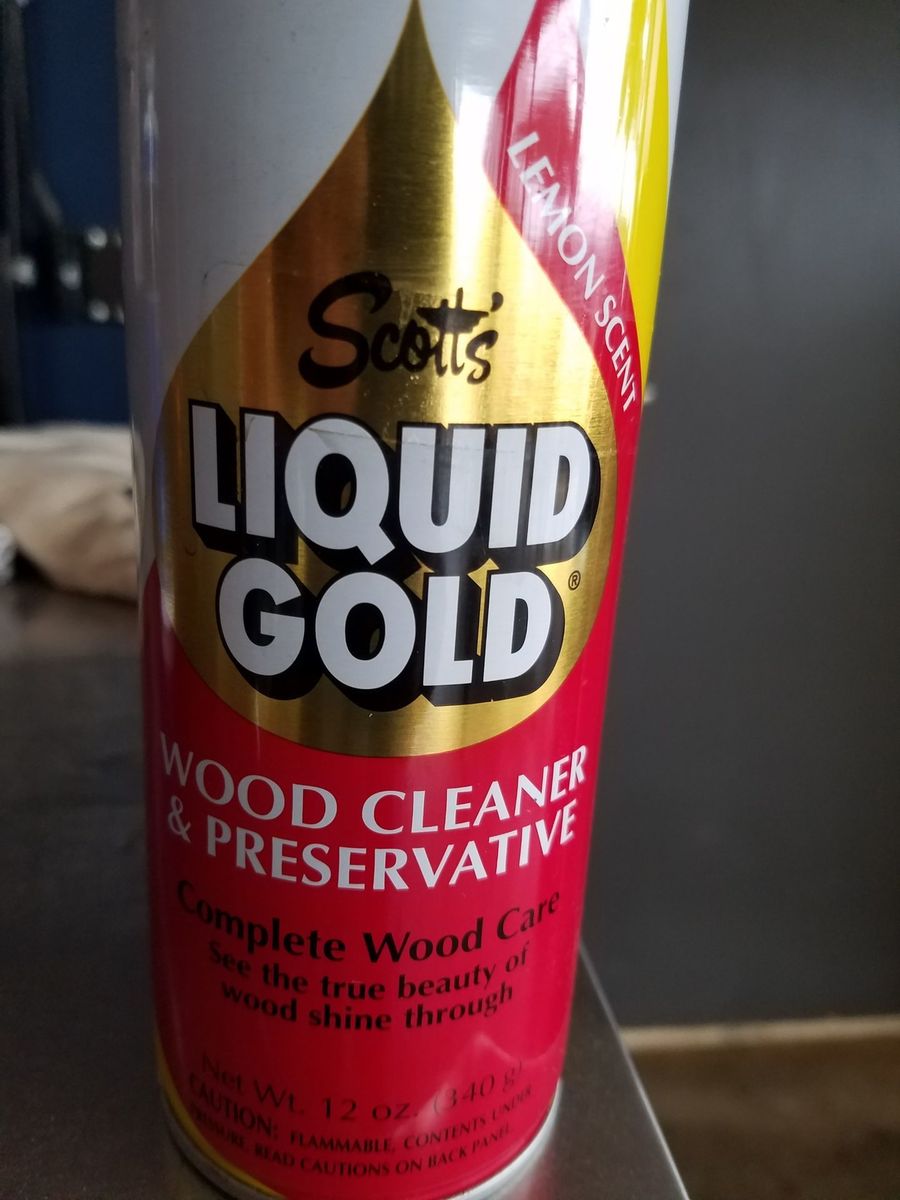 LEMON SCENT
Scott's
LIQUID
GOLD®
WOOD CLEANER
& PRESERVATIVE
Complete Wood Care
See the true beauty of
wood shine through
Net Wt. 12 oz. (340 g)
CAUTION: FLAMMABLE, CONTENTS UNDER
PRESSURE, READ CAUTIONS ON BACK PANEL.